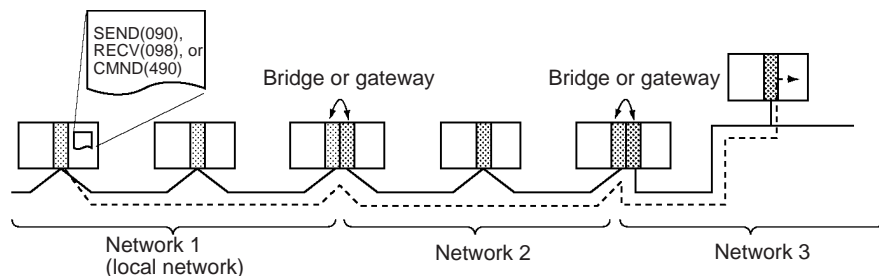 SEND(090),
RECV(098), or
CMND(490)
Bridge or gateway
Bridge or gateway
Network 1
(local network)
Network 2
Network 3